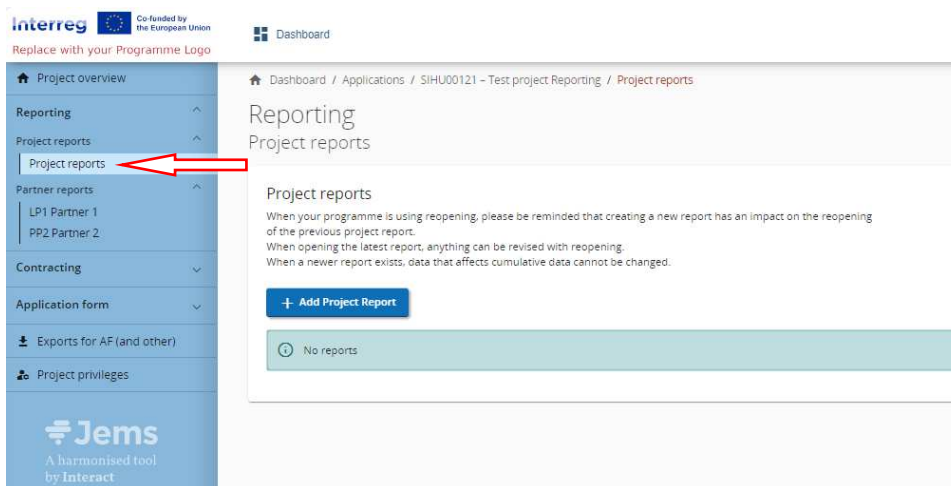 Interreg
Co-funded by
the European Union
Replace with your Programme Logo
Dashboard
Project overview
Reporting
Project reports
Project reports
Partner reports
LP1 Partner 1
PP2 Partner 2
Contracting
Application form
Exports for AF (and other)
Project privileges
Jems
A harmonised tool
by Interact
Dashboard / Applications / SIHU00121 – Test project Reporting / Project reports
Reporting
Project reports
Project reports
When your programme is using reopening, please be reminded that creating a new report has an impact on the reopening
of the previous project report.
When opening the latest report, anything can be revised with reopening.
When a newer report exists, data that affects cumulative data cannot be changed.
+ Add Project Report
No reports